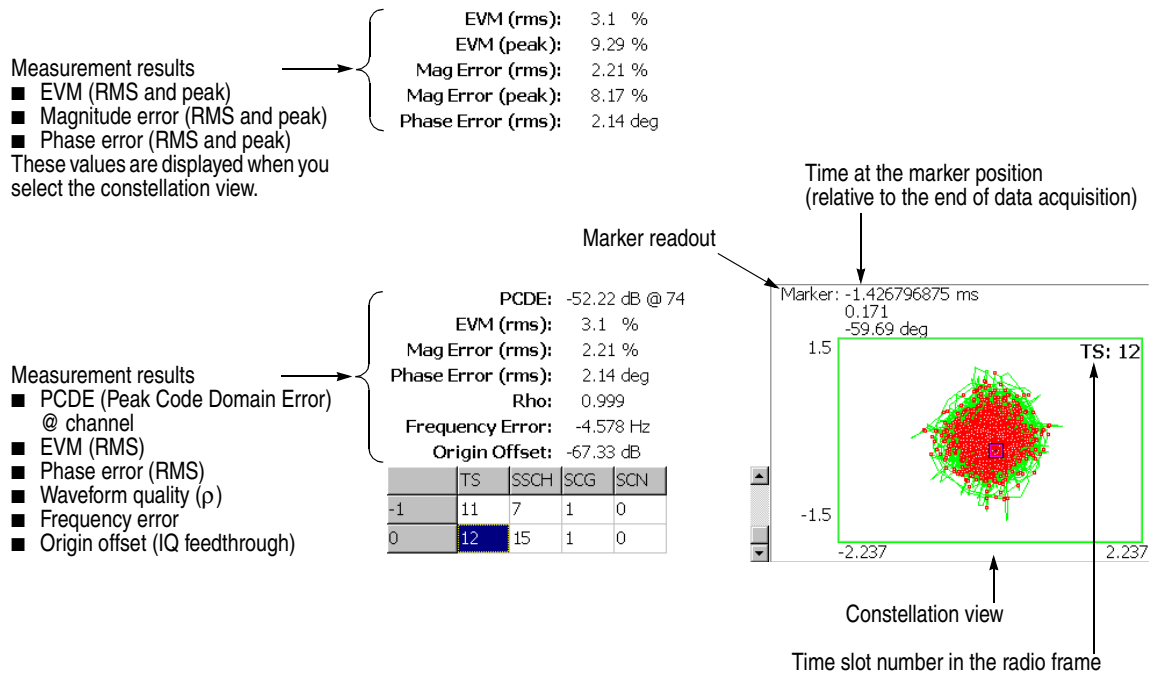 EVM (rms): 3.1 %
EVM (peak): 9.29 %
Mag Error (rms): 2.21 %
Mag Error (peak): 8.17 %
Phase Error (rms): 2.14 deg
Measurement results
■ EVM (RMS and peak)
■ Magnitude error (RMS and peak)
■ Phase error (RMS and peak)
These values are displayed when you
select the constellation view.
Time at the marker position
(relative to the end of data acquisition)
Marker readout
Marker: -1.426796875 ms
0.171
-59.69 deg
1.5
TS: 12
-1.5
-2.237 2.237
PCDE: -52.22 dB @ 74
EVM (rms): 3.1 %
Mag Error (rms): 2.21 %
Phase Error (rms): 2.14 deg
Rho: 0.999
Frequency Error: -4.578 Hz
Origin Offset: -67.33 dB
TS SSCH SCG SCN
-1 11 7 1 0
0 12 15 1 0
Measurement results
■ PCDE (Peak Code Domain Error)
@ channel
■ EVM (RMS)
■ Phase error (RMS)
■ Waveform quality (ρ)
■ Frequency error
■ Origin offset (IQ feedthrough)
Constellation view
Time slot number in the radio frame